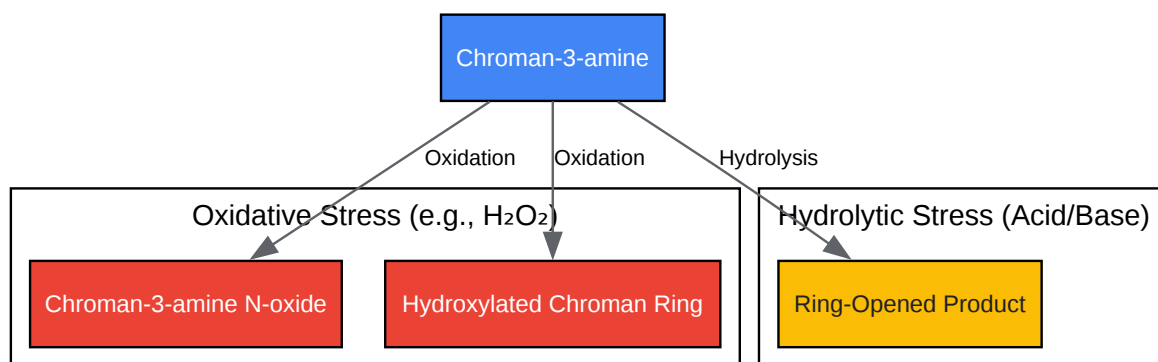 Chroman-3-amine
Oxidation
Oxidation
Hydrolysis
Oxidative Stress (e.g., H₂O₂)
Hydrolytic Stress (Acid/Base)
Chroman-3-amine N-oxide
Hydroxylated Chroman Ring
Ring-Opened Product